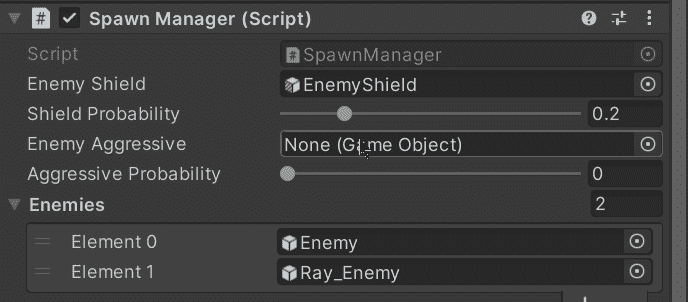 Spawn Manager (Script)
Script SpawnManager
Enemy Shield EnemyShield
Shield Probability 0.2
Enemy Aggressive None (Game Object)
Aggressive Probability 0
Enemies 2
Element 0 Enemy
Element 1 Ray_Enemy